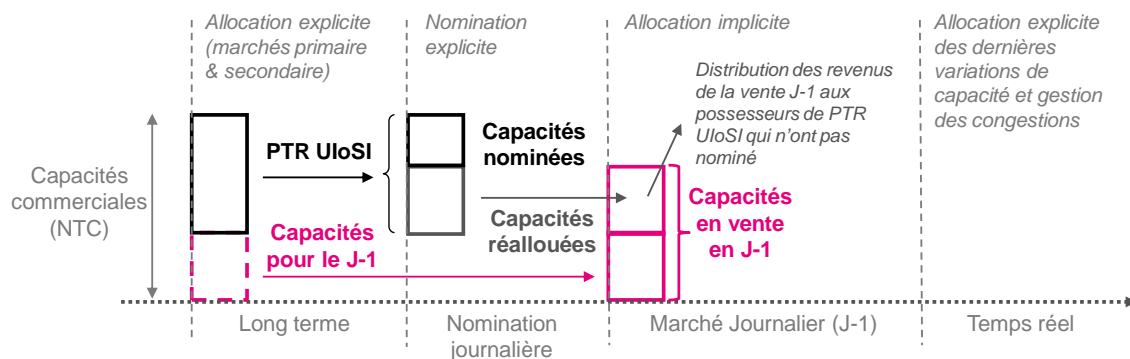 Allocation explicite
(marchés primaire
& secondaire)
Nomination
explicite
Allocation implicite
Allocation explicite
des dernières
variations de
capacité et gestion
des congestions
Distribution des revenus
de la vente J-1 aux
possesseurs de PTR
UIoSI qui n'ont pas
nominé
Capacités
commerciales
(NTC)
PTR UIoSI
Capacités
nominées
Capacités
réallouées
Capacités
pour le J-1
Capacités
en vente
en J-1
Long terme
Nomination
journalière
Marché Journalier (J-1)
Temps réel